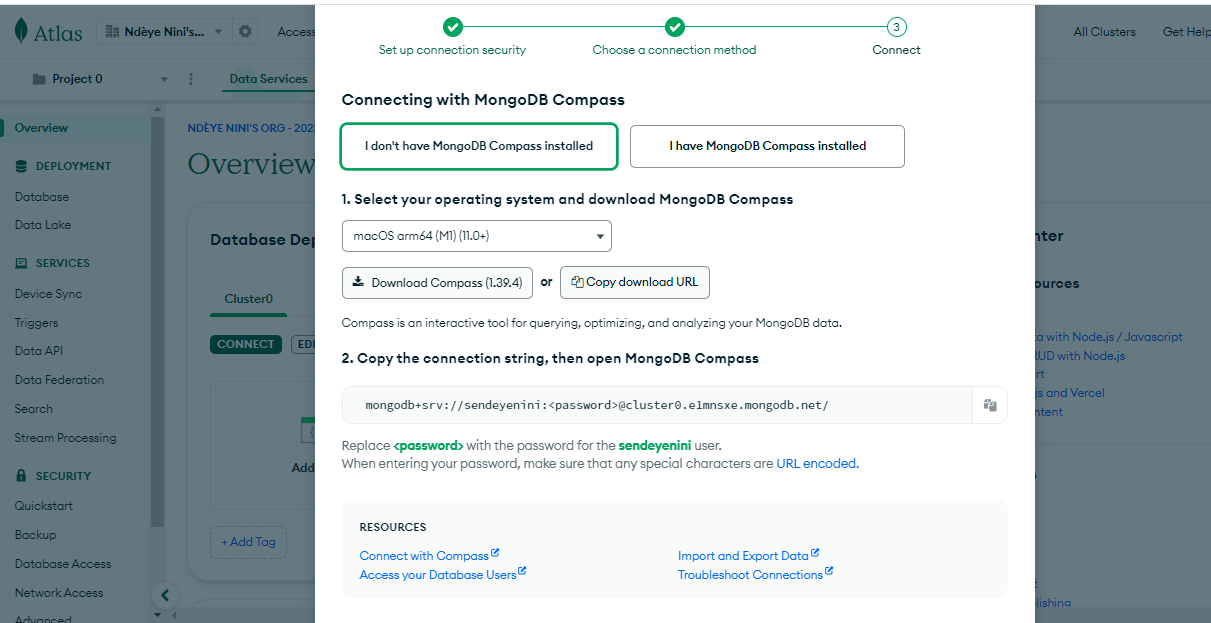 Atlas
Ndèye Nini's...
Access
All Clusters
Get Help
Project 0
Data Services
Overview
DEPLOYMENT
Database
Data Lake
SERVICES
Device Sync
Triggers
Data API
Data Federation
Search
Stream Processing
SECURITY
Quickstart
Backup
Database Access
Network Access
Advanced
NDÈYE NINI'S ORG - 202
Overview
Database Dep
Cluster0
CONNECT
EDI
Add
+ Add Tag
Set up connection security
Choose a connection method
3
Connect
Connecting with MongoDB Compass
I don't have MongoDB Compass installed
I have MongoDB Compass installed
1. Select your operating system and download MongoDB Compass
macOS arm64 (M1) (11.0+)
Download Compass (1.39.4)
or
Copy download URL
Compass is an interactive tool for querying, optimizing, and analyzing your MongoDB data.
2. Copy the connection string, then open MongoDB Compass
mongodb+srv://sendeyenini:<password>@cluster0.e1mnsxe.mongodb.net/
Replace <password> with the password for the sendeyenini user.
When entering your password, make sure that any special characters are URL encoded.
RESOURCES
Connect with Compass
Import and Export Data
Access your Database Users
Troubleshoot Connections
nter
ources
ta with Node.js / Javascript
RUD with Node.js
rt
js and Vercel
ntent
lishing